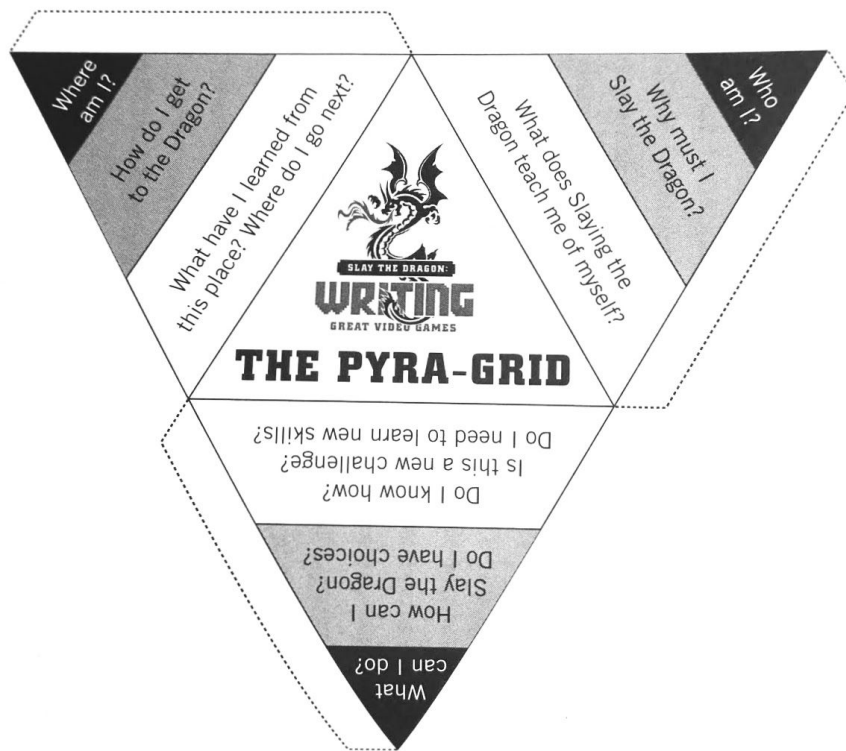 Where
am I?
How do I get
to the Dragon?
What have I learned from
this place? Where do I go next?
Who
am I?
Why must I
Slay the Dragon?
What does Slaying the
Dragon teach me of myself?
SLAY THE DRAGON:
WRITING
GREAT VIDEO GAMES
THE PYRA-GRID
What
can I do?
How can I
Slay the Dragon?
Do I have choices?
Do I know how?
Is this a new challenge?
Do I need to learn new skills?